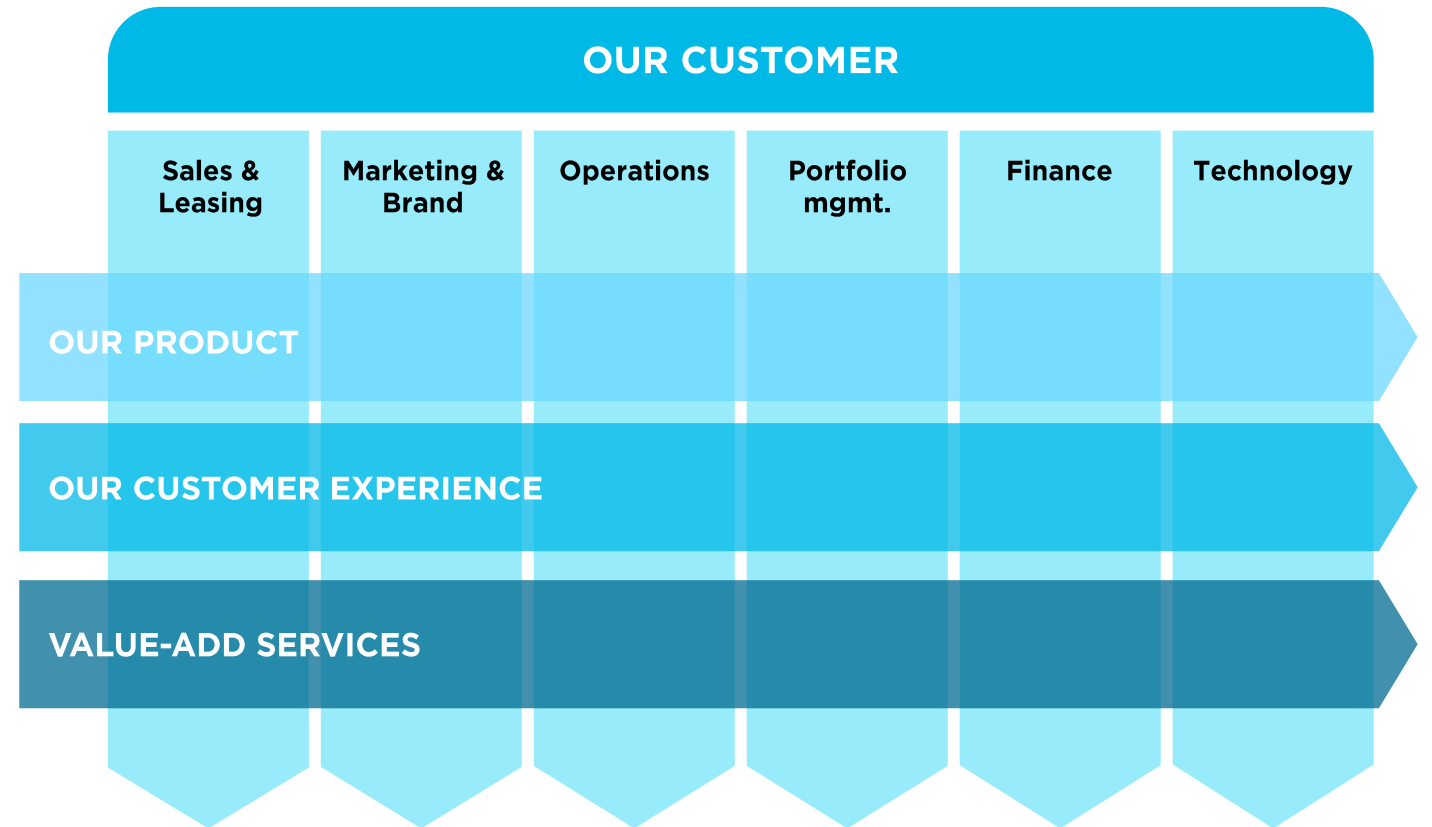 OUR CUSTOMER
Sales &
Leasing
Marketing &
Brand
Operations
Portfolio
mgmt.
Finance
Technology
OUR PRODUCT
OUR CUSTOMER EXPERIENCE
VALUE-ADD SERVICES